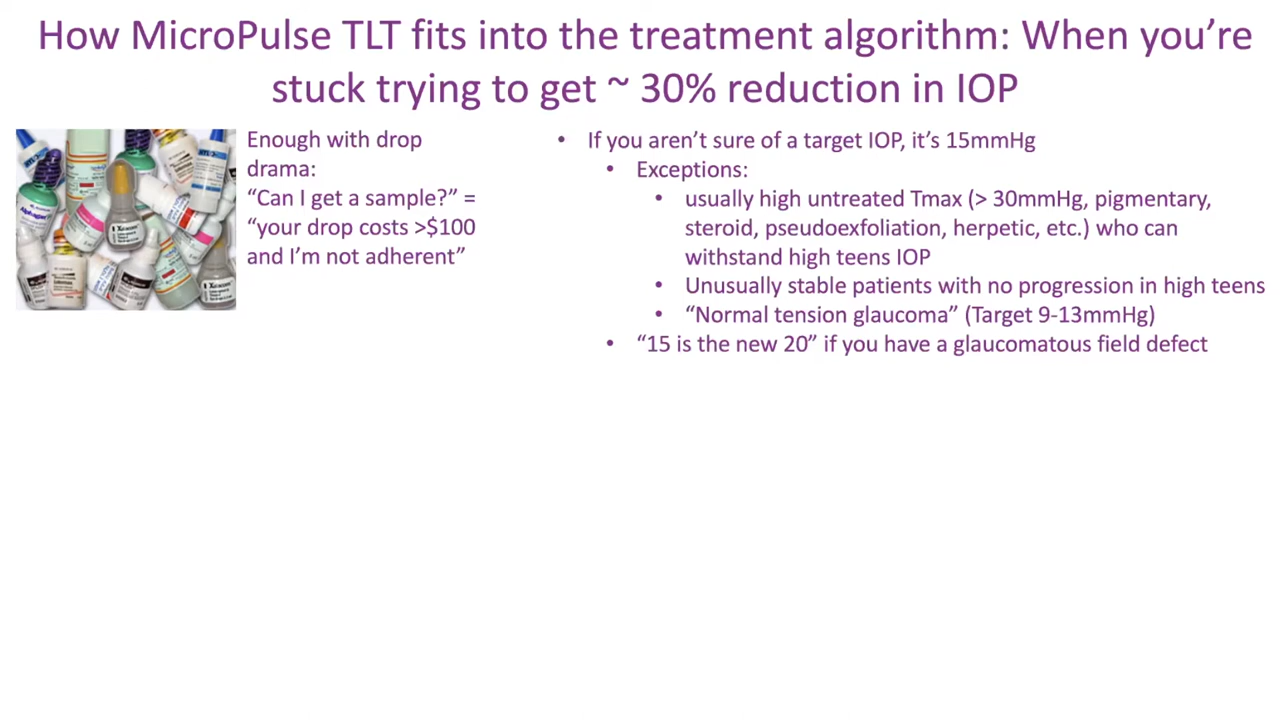 How MicroPulse TLT fits into the treatment algorithm: When you’re
stuck trying to get ~ 30% reduction in IOP
Enough with drop
drama:
“Can I get a sample?” =
“your drop costs >$100
and I’m not adherent”
• If you aren’t sure of a target IOP, it’s 15mmHg
• Exceptions:
• usually high untreated Tmax (> 30mmHg, pigmentary,
steroid, pseudoexfoliation, herpetic, etc.) who can
withstand high teens IOP
• Unusually stable patients with no progression in high teens
• “Normal tension glaucoma” (Target 9-13mmHg)
• “15 is the new 20” if you have a glaucomatous field defect